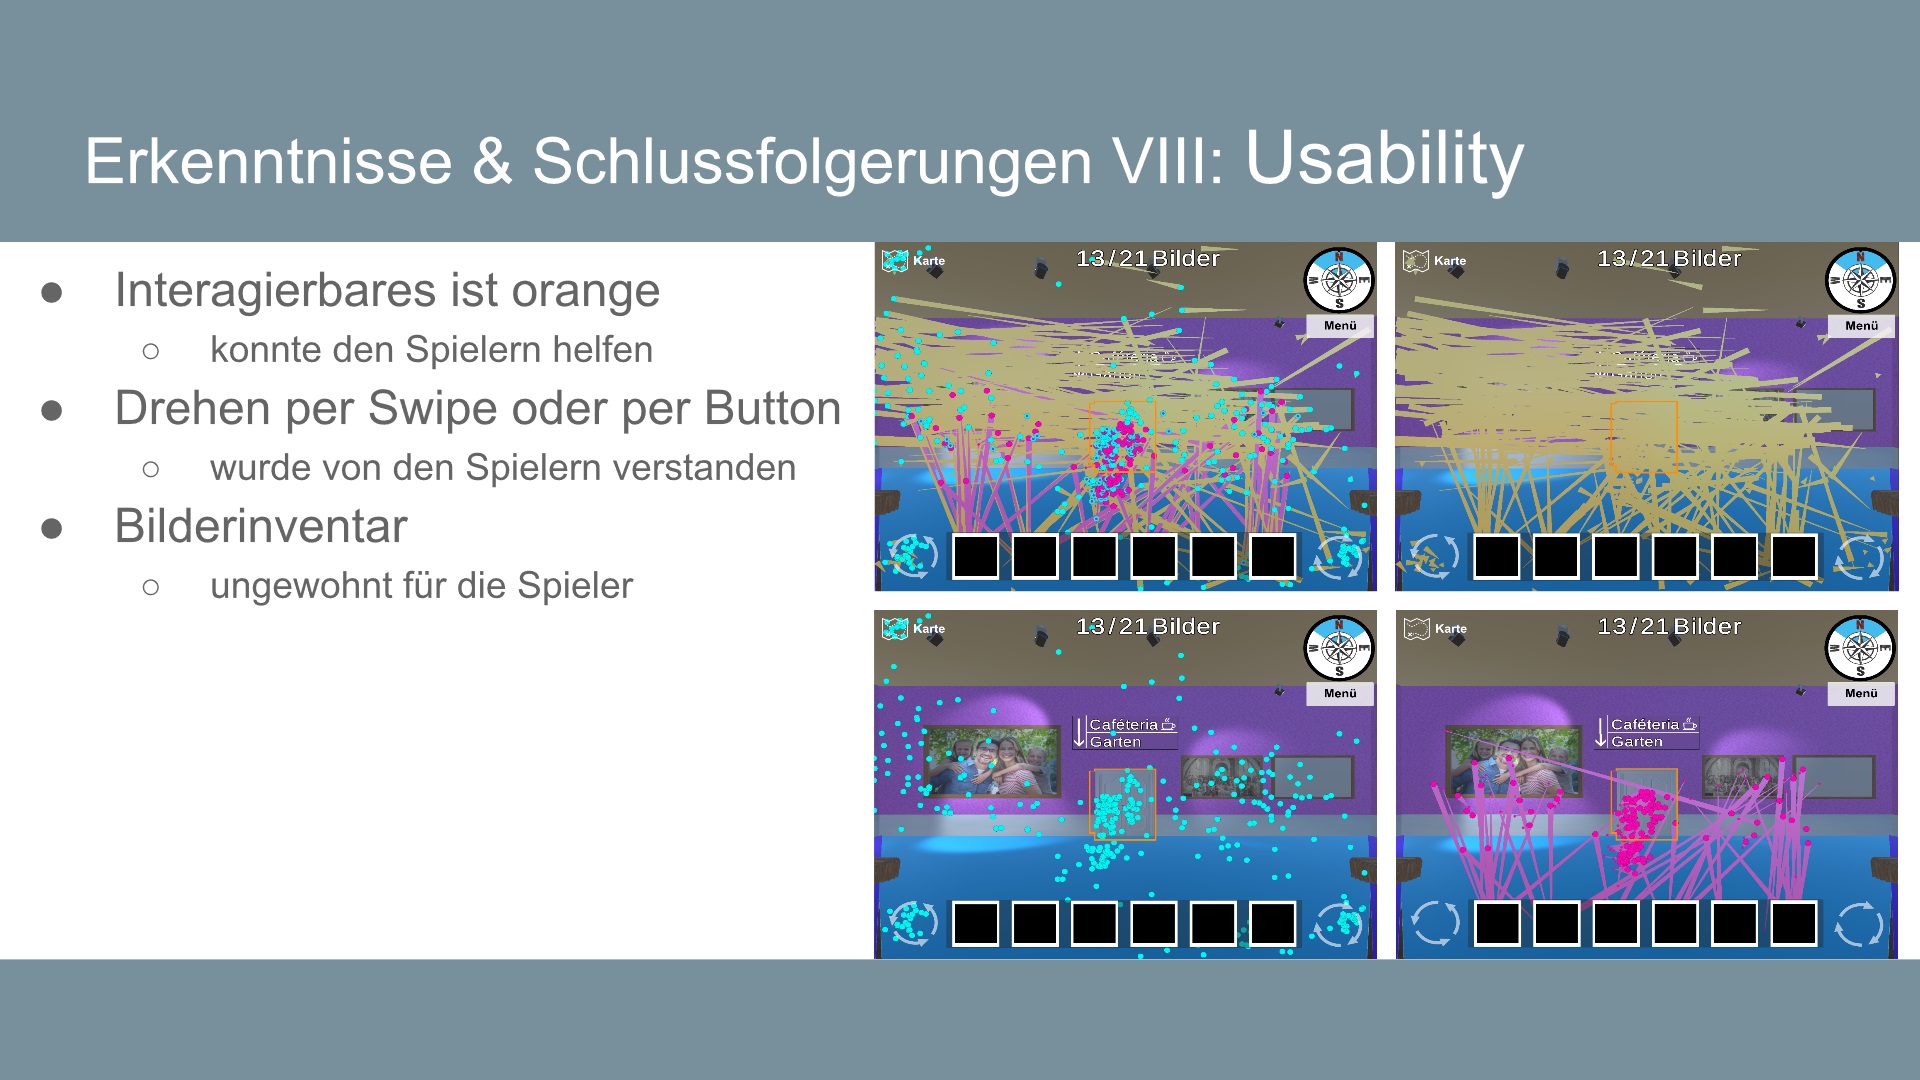 Erkenntnisse & Schlussfolgerungen VIII: Usability
● Interagierbares ist orange
○ konnte den Spielern helfen
● Drehen per Swipe oder per Button
○ wurde von den Spielern verstanden
● Bilderinventar
○ ungewohnt für die Spieler
Karte
13/21 Bilder
N
E
S
W
Menü
Karte
13/21 Bilder
N
E
S
W
Menü
Karte
13/21 Bilder
N
E
S
W
Menü
Caféteria
Garten
Karte
13/21 Bilder
N
E
S
W
Menü
Caféteria
Garten